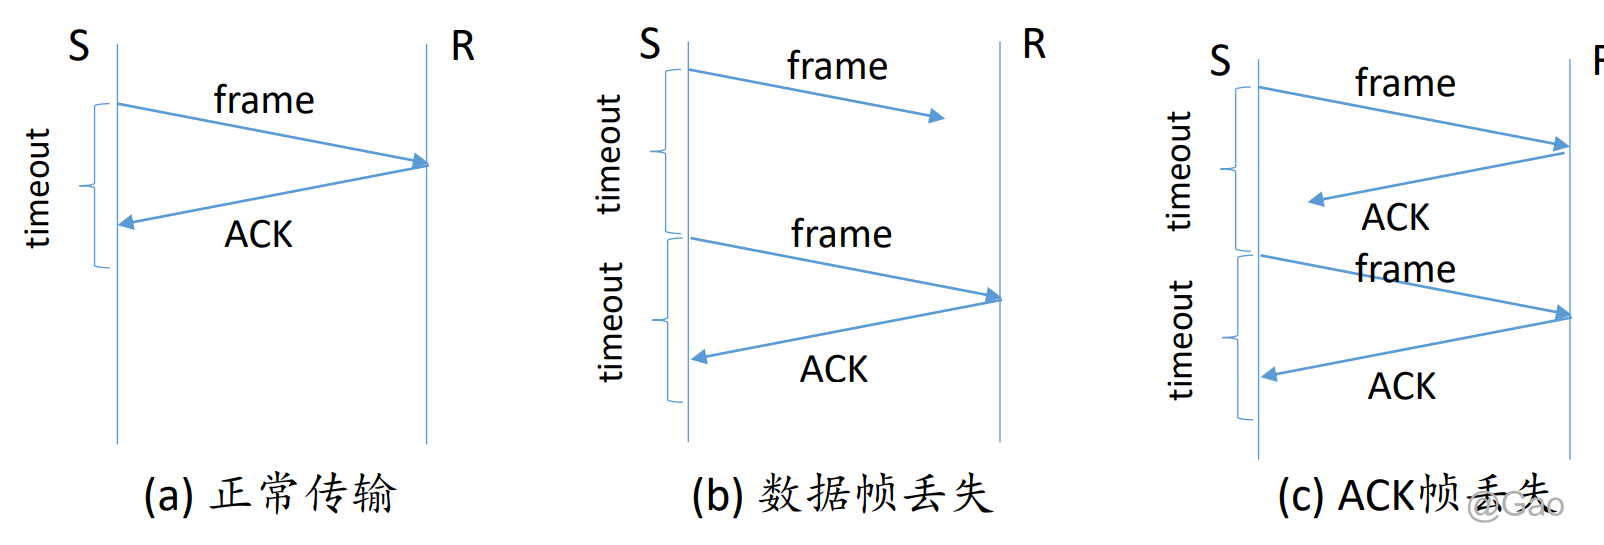 S
R
frame
timeout
ACK
(a) 正常传输
S
R
frame
timeout
frame
timeout
ACK
(b) 数据帧丢失
S
R
frame
timeout
ACK
frame
timeout
ACK
(c) ACK帧丢失
@Gao